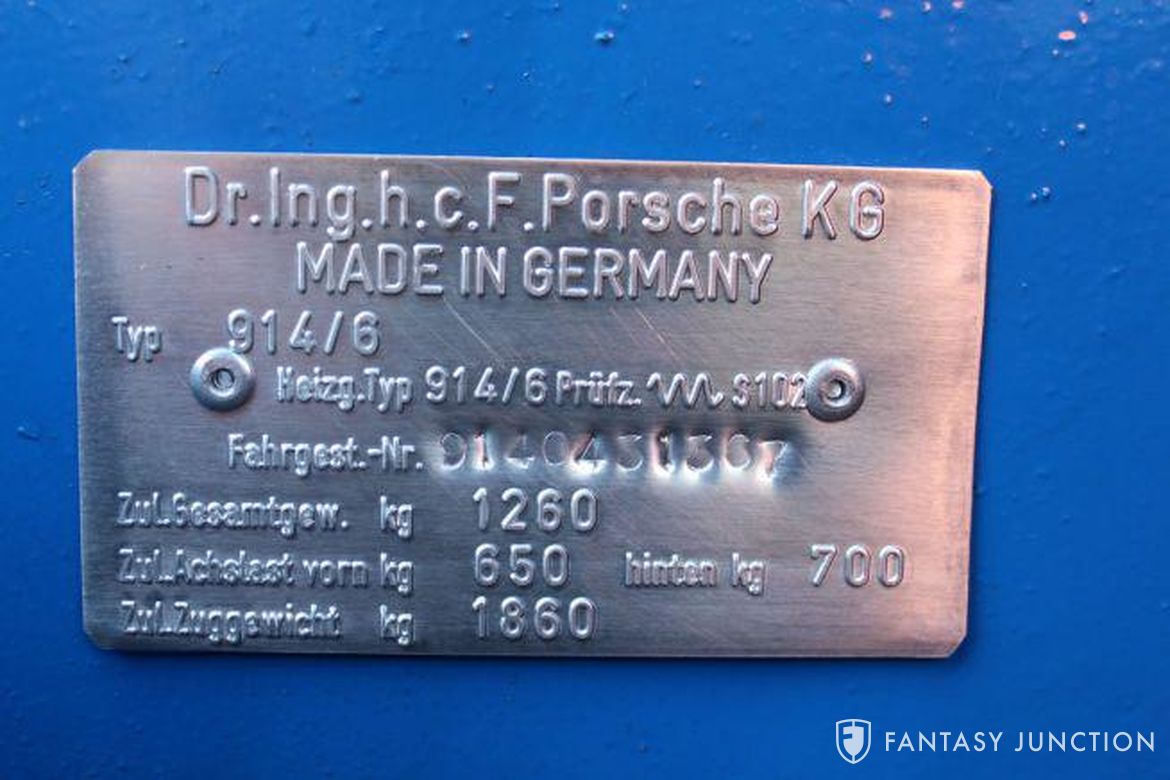 Dr.Ing.h.c.F.Porsche KG
MADE IN GERMANY
Typ 914/6
Heizg.Typ 914/6 Prüfz. S102
Fahrgest.-Nr. 9140431367
Zul.Gesamtgew. kg 1260
Zul.Achslast vorn kg 650 hinten kg 700
Zul.Zuggewicht kg 1860
FANTASY JUNCTION